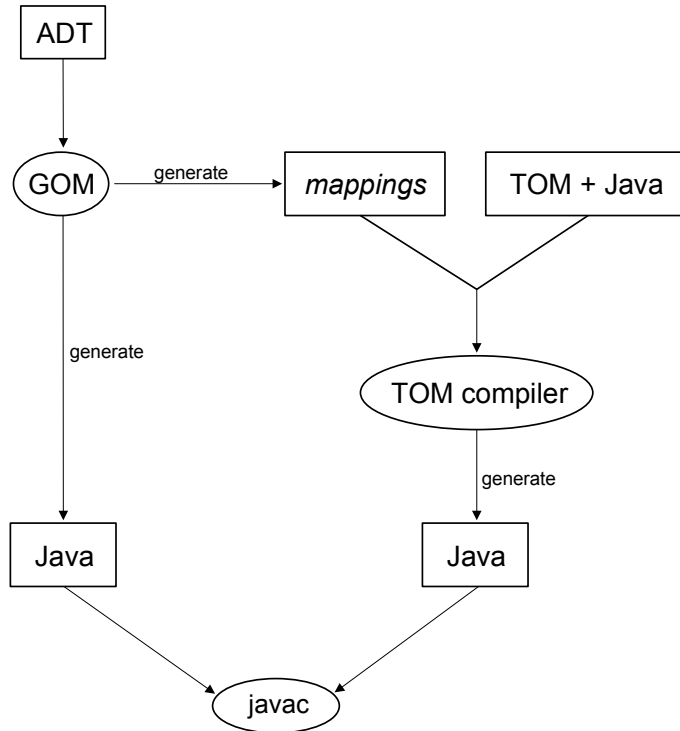 ADT
GOM
generate
mappings
TOM + Java
generate
TOM compiler
generate
Java
Java
javac